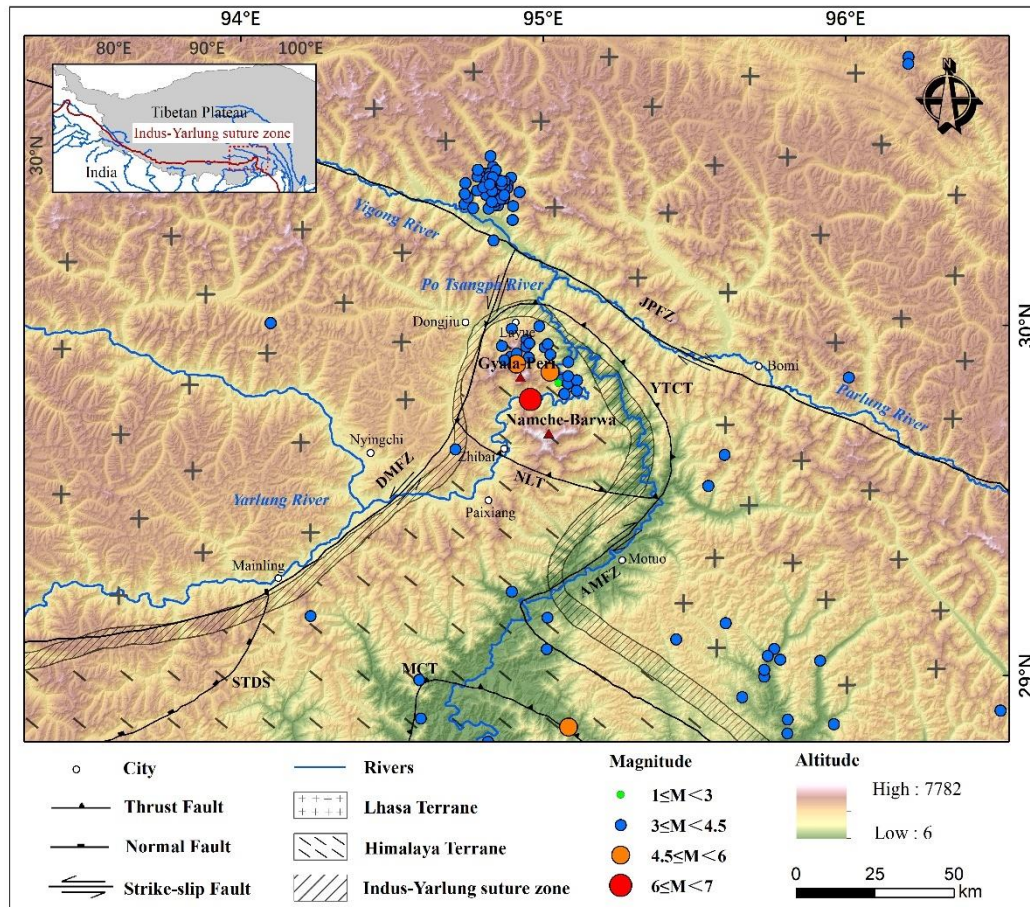 94°E 95°E 96°E
80°E 90°E 100°E
N
Tibetan Plateau
Indus-Yarlung suture zone
India
30°N
Yigong River
Po Tsangpo River
JPFZ
30°N
Dongjiu
Layue
Gyala-Peri
Bomi
YTCT
Parlung River
Namche-Barwa
Nyingchi
Zhibai
DMFZ
NLT
Yarlung River
Paixiang
Mainling
Motuo
AMFZ
MCT
STDS
29°N
City
Thrust Fault
Normal Fault
Strike-slip Fault
Rivers
Lhasa Terrane
Himalaya Terrane
Indus-Yarlung suture zone
Magnitude
1≤M<3
3≤M<4.5
4.5≤M<6
6≤M<7
Altitude
High : 7782
Low : 6
0 25 50
km